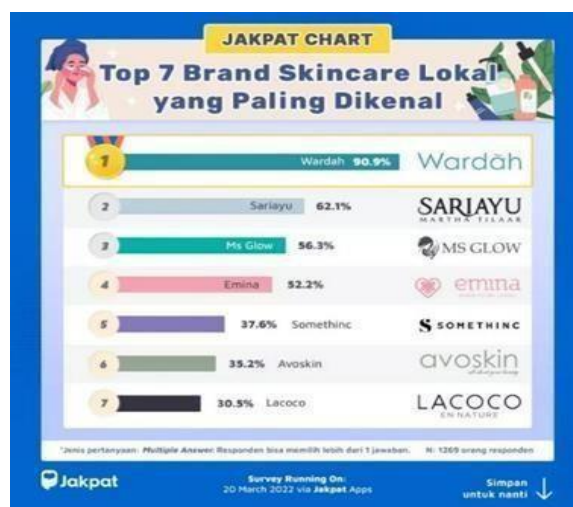 JAKPAT CHART
Top 7 Brand Skincare Lokal
yang Paling Dikenal
1 Wardah 90.9% Wardah
2 Sariayu 62.1% SARIAYU
MARTHA TILAAR
3 Ms Glow 56.3% MS GLOW
4 Emina 52.2% emina
5 37.6% Somethinc SOMETHINC
6 35.2% Avoskin avoskin
7 30.5% Lacoco LACOCO
EN NATURE
*Jenis pertanyaan: Multiple Answer. Responden bisa memilih lebih dari 1 jawaban. N: 1269 orang responden
Jakpat
Survey Running On:
20 March 2022 via Jakpat Apps
Simpan
untuk nanti